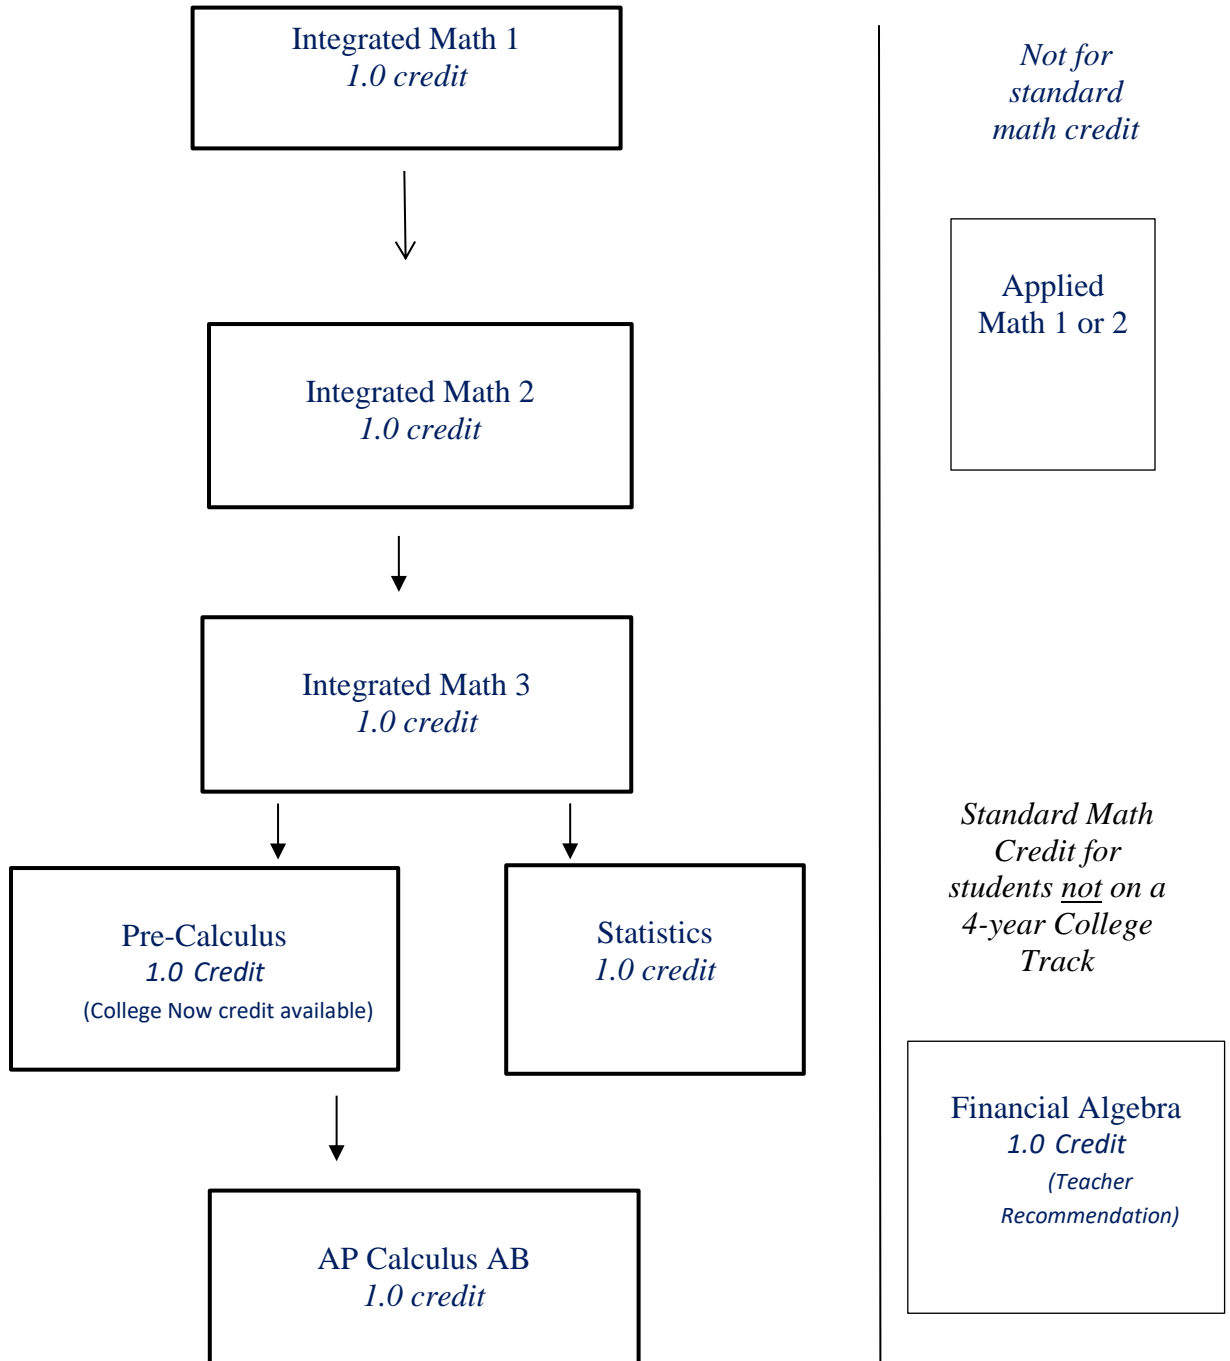 Integrated Math 1
1.0 credit
Integrated Math 2
1.0 credit
Integrated Math 3
1.0 credit
Pre-Calculus
1.0 Credit
(College Now credit available)
Statistics
1.0 credit
AP Calculus AB
1.0 credit
Not for
standard
math credit
Applied
Math 1 or 2
Standard Math
Credit for
students not on a
4-year College
Track
Financial Algebra
1.0 Credit
(Teacher
Recommendation)